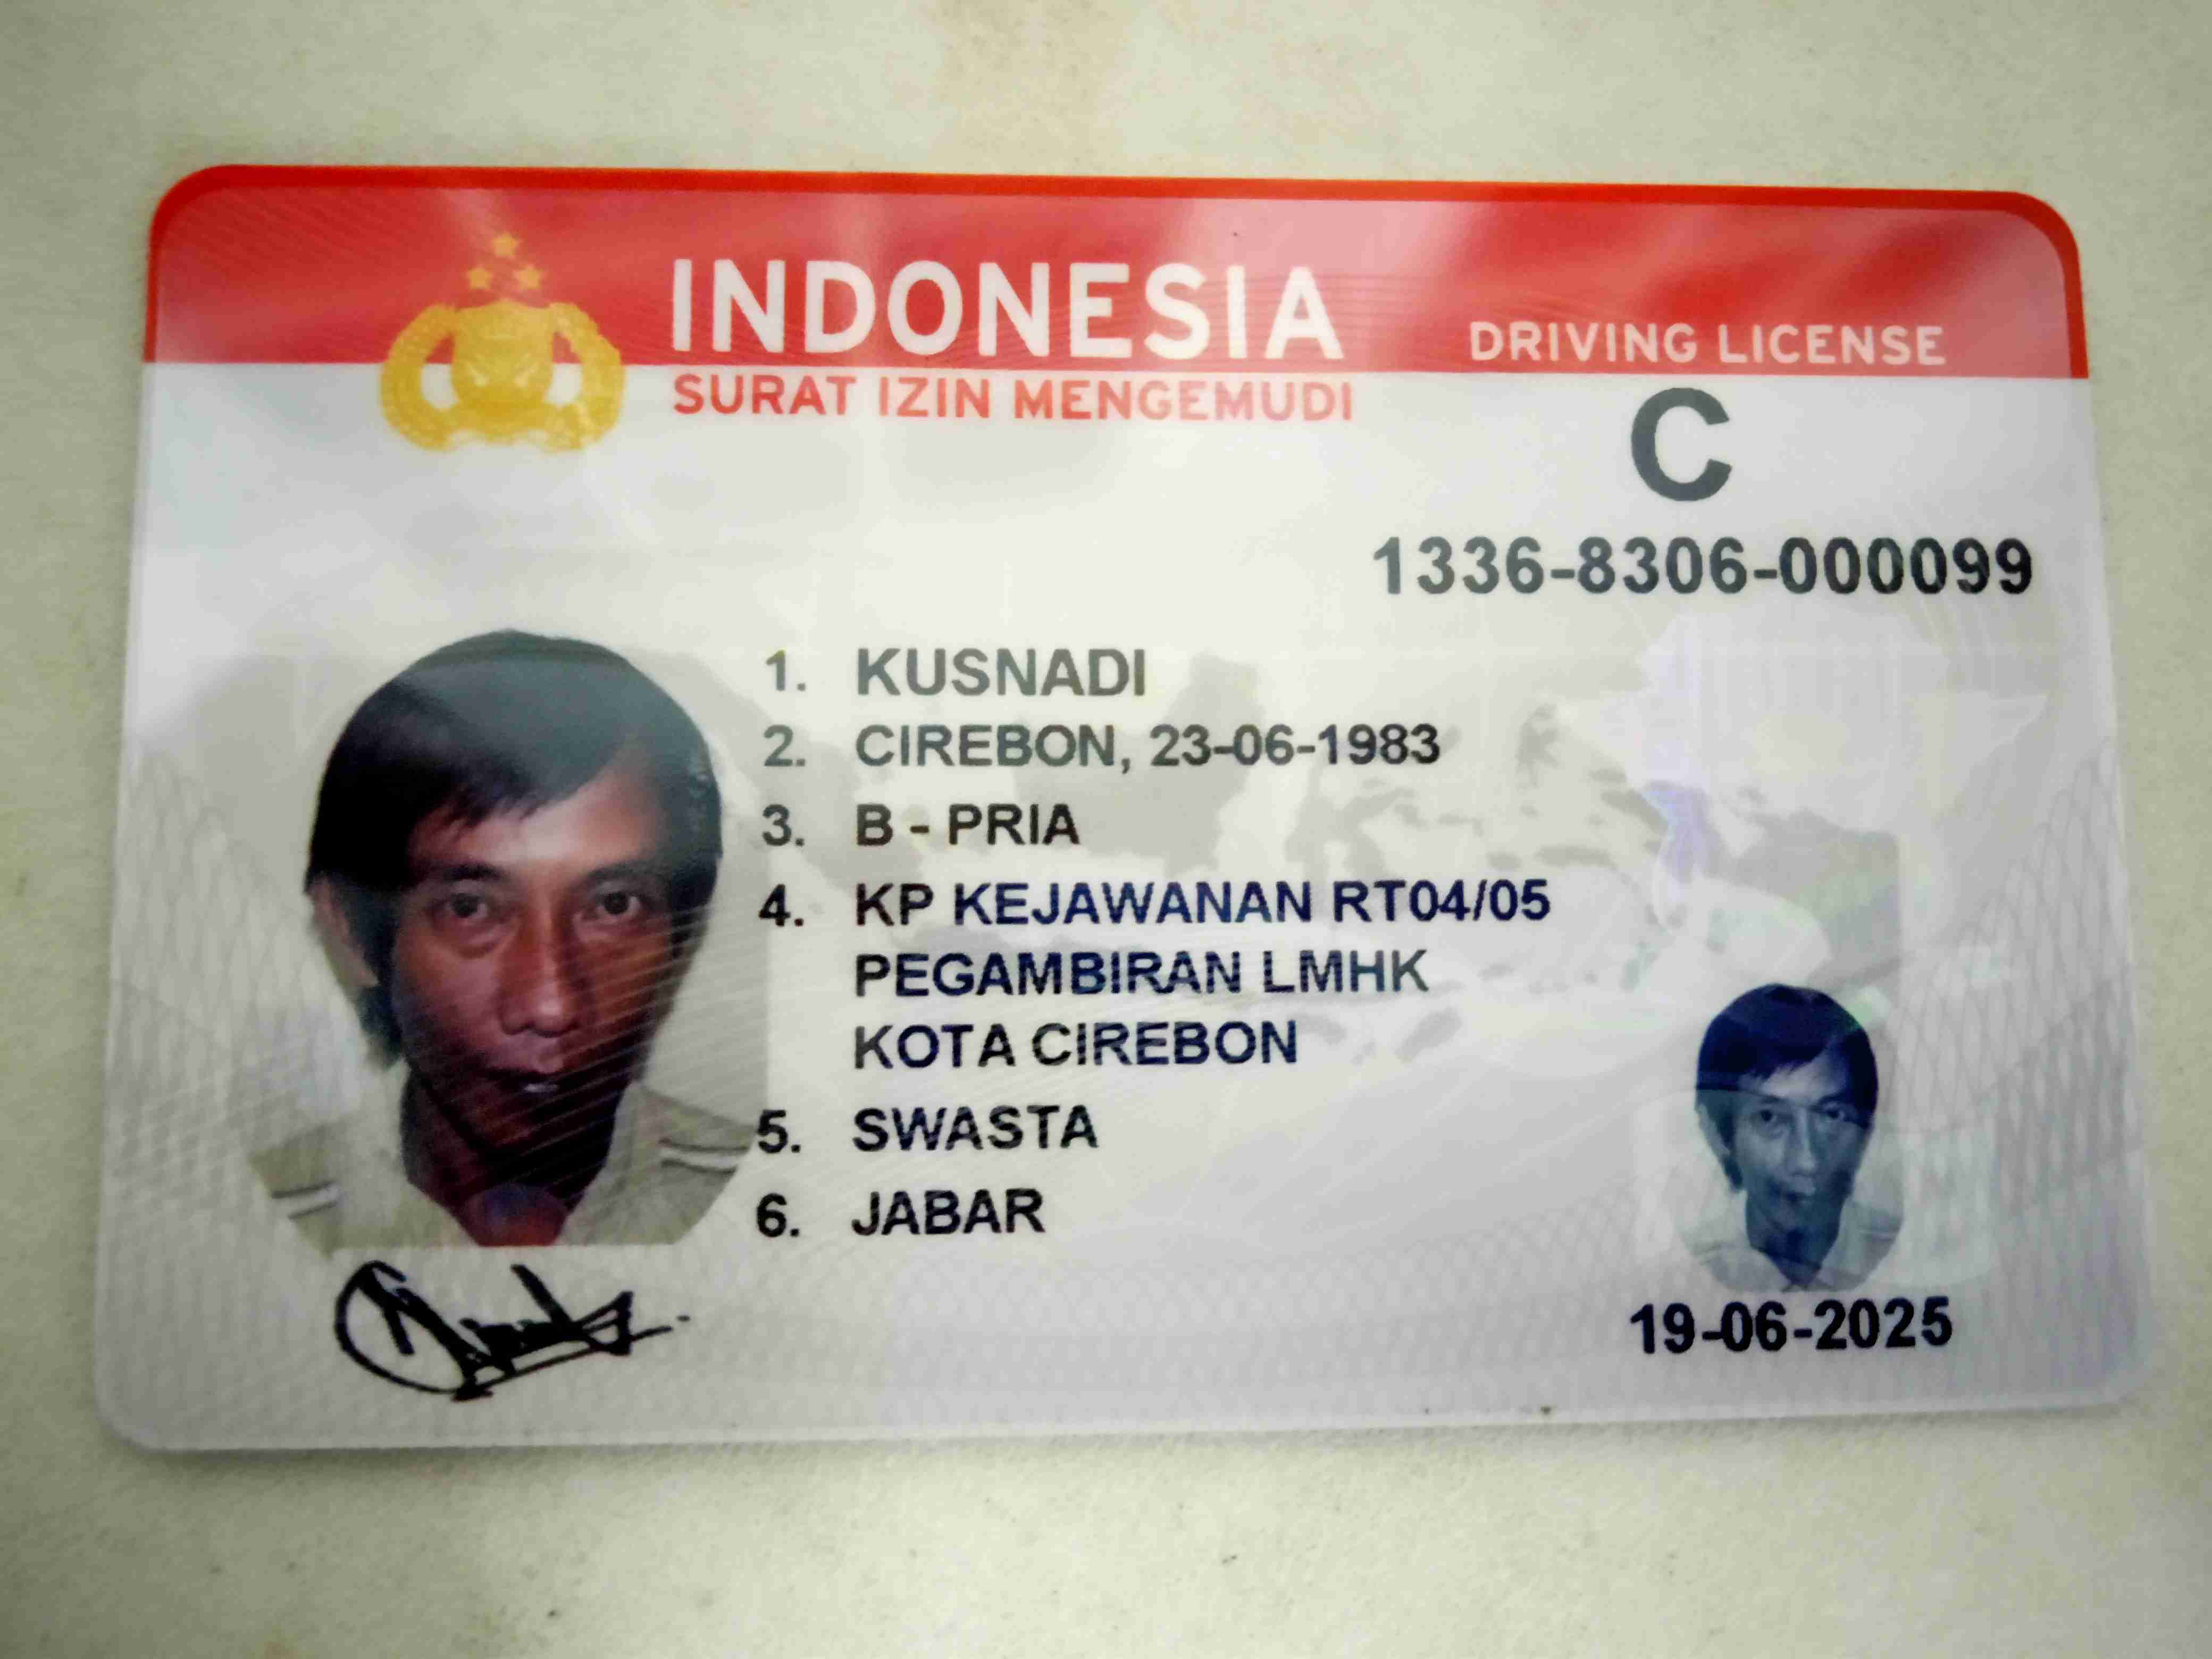 INDONESIA
SURAT IZIN MENGEMUDI
DRIVING LICENSE
C
1336-8306-000099
1. KUSNADI
2. CIREBON, 23-06-1983
3. B - PRIA
4. KP KEJAWANAN RT04/05
PEGAMBIRAN LMHK
KOTA CIREBON
5. SWASTA
6. JABAR
19-06-2025